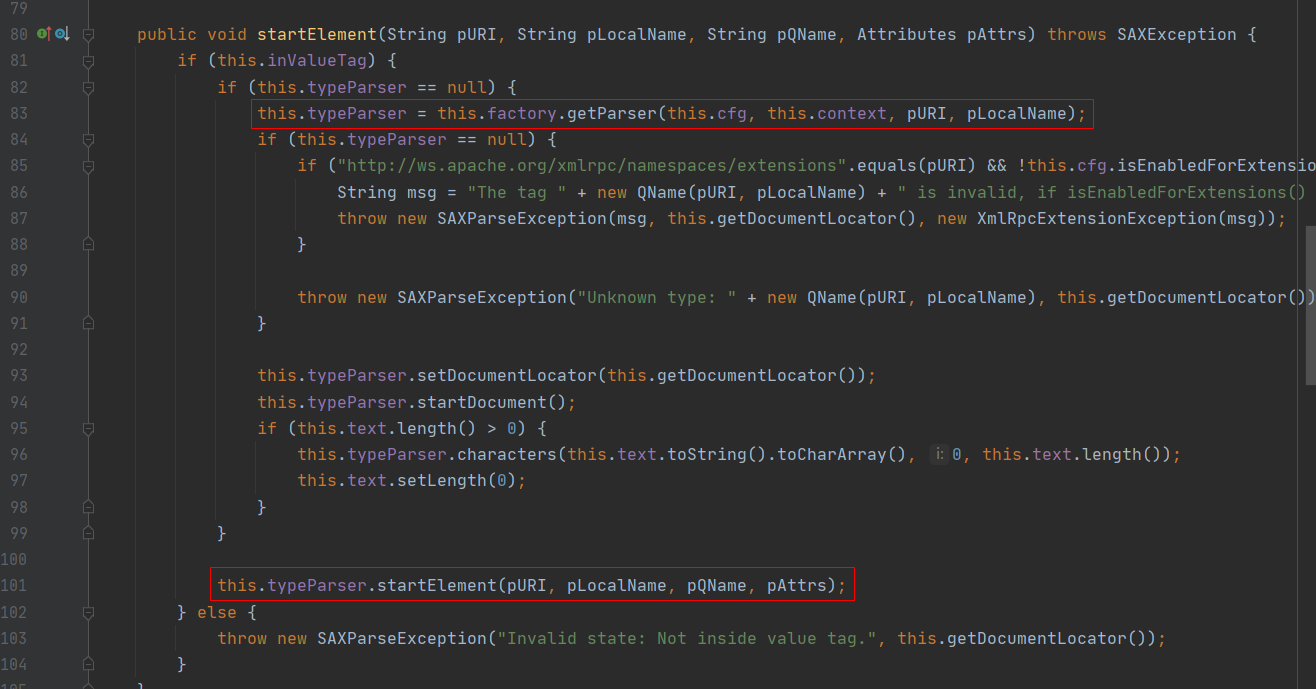 79
80 public void startElement(String pURI, String pLocalName, String pQName, Attributes pAttrs) throws SAXException {
81 if (this.inValueTag) {
82 if (this.typeParser == null) {
83 this.typeParser = this.factory.getParser(this.cfg, this.context, pURI, pLocalName);
84 if (this.typeParser == null) {
85 if ("http://ws.apache.org/xmlrpc/namespaces/extensions".equals(pURI) && !this.cfg.isEnabledForExtensio
86 String msg = "The tag " + new QName(pURI, pLocalName) + " is invalid, if isEnabledForExtensions()
87 throw new SAXParseException(msg, this.getDocumentLocator(), new XmlRpcExtensionException(msg));
88 }
89
90 throw new SAXParseException("Unknown type: " + new QName(pURI, pLocalName), this.getDocumentLocator())
91 }
92
93 this.typeParser.setDocumentLocator(this.getDocumentLocator());
94 this.typeParser.startDocument();
95 if (this.text.length() > 0) {
96 this.typeParser.characters(this.text.toString().toCharArray(), i: 0, this.text.length());
97 this.text.setLength(0);
98 }
99 }
100
101 this.typeParser.startElement(pURI, pLocalName, pQName, pAttrs);
102 } else {
103 throw new SAXParseException("Invalid state: Not inside value tag.", this.getDocumentLocator());
104 }